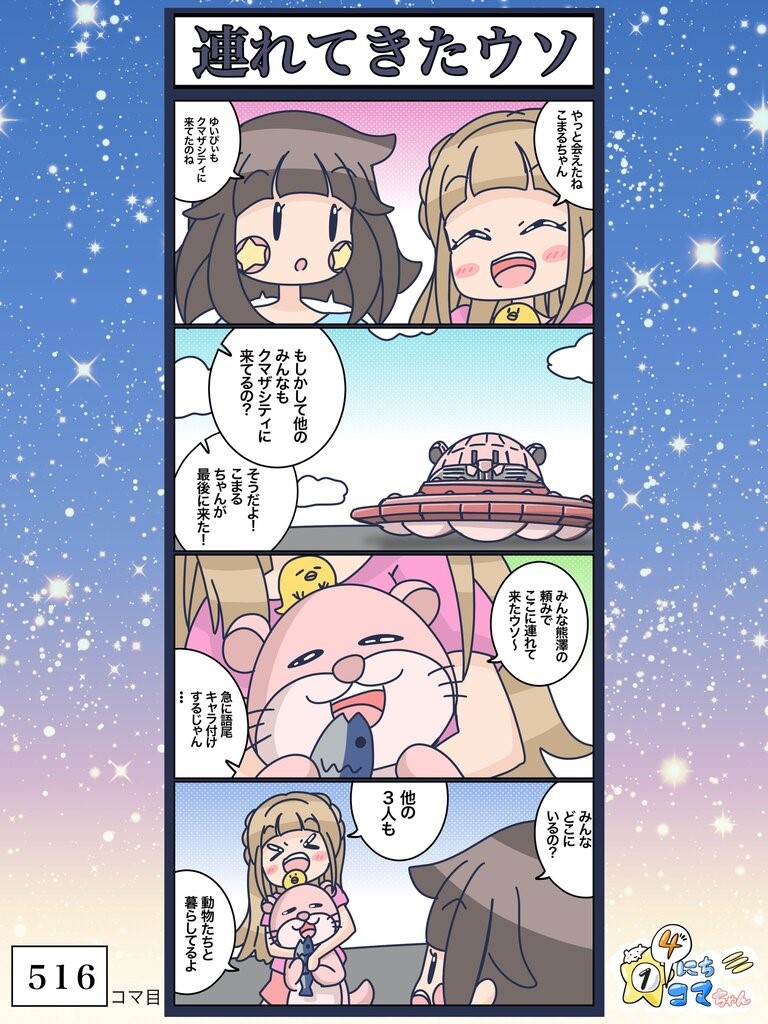 連れてきたウソ
やっと会えたね
こまるちゃん
ゆいぴぃも
クマザシティに
来てたのね
もしかして他の
みんなも
クマザシティに
来てるの？
そうだよ！
こまる
ちゃんが
最後に来た！
みんな熊澤の
頼みで
ここに連れて
来たウソ～
急に語尾
キャラ付け
するじゃん
…
みんな
どこに
いるの？
他の
３人も
動物たちと
暮らしてるよ
516
コマ目
4
1
にち
コマ
ちゃん